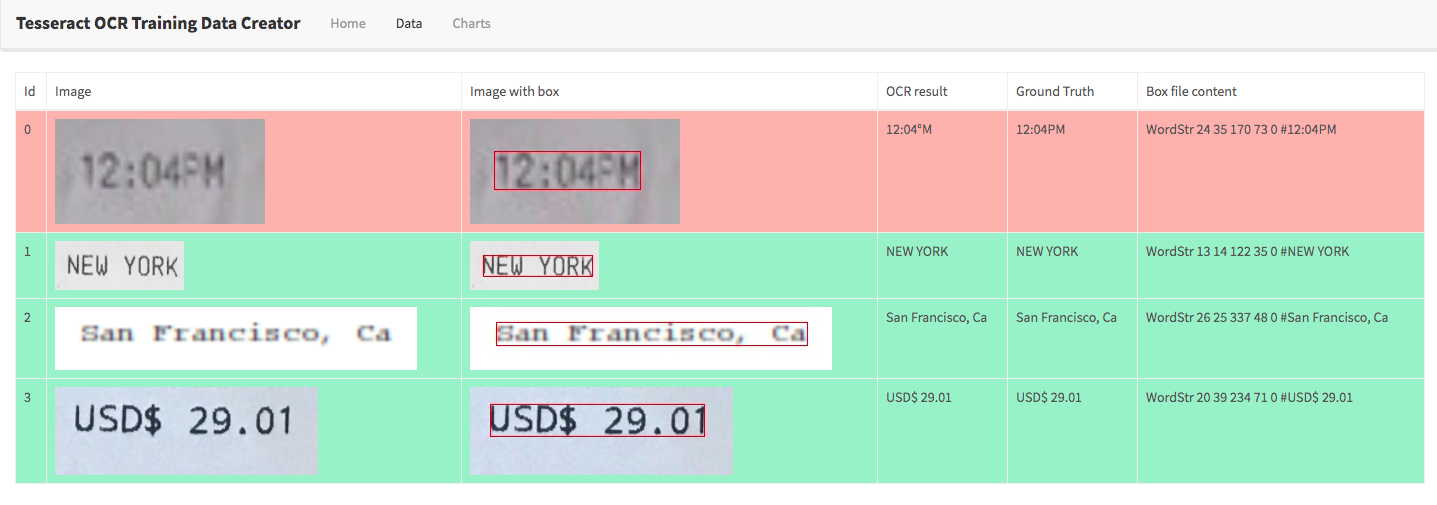 Tesseract OCR Training Data Creator Home Data Charts
Id Image Image with box OCR result Ground Truth Box file content
0 12:04PM 12:04PM 12:04°M 12:04PM WordStr 24 35 170 73 0 #12:04PM
1 NEW YORK NEW YORK NEW YORK NEW YORK WordStr 13 14 122 35 0 #NEW YORK
2 San Francisco, Ca San Francisco, Ca San Francisco, Ca San Francisco, Ca WordStr 26 25 337 48 0 #San Francisco, Ca
3 USD$ 29.01 USD$ 29.01 USD$ 29.01 USD$ 29.01 WordStr 20 39 234 71 0 #USD$ 29.01